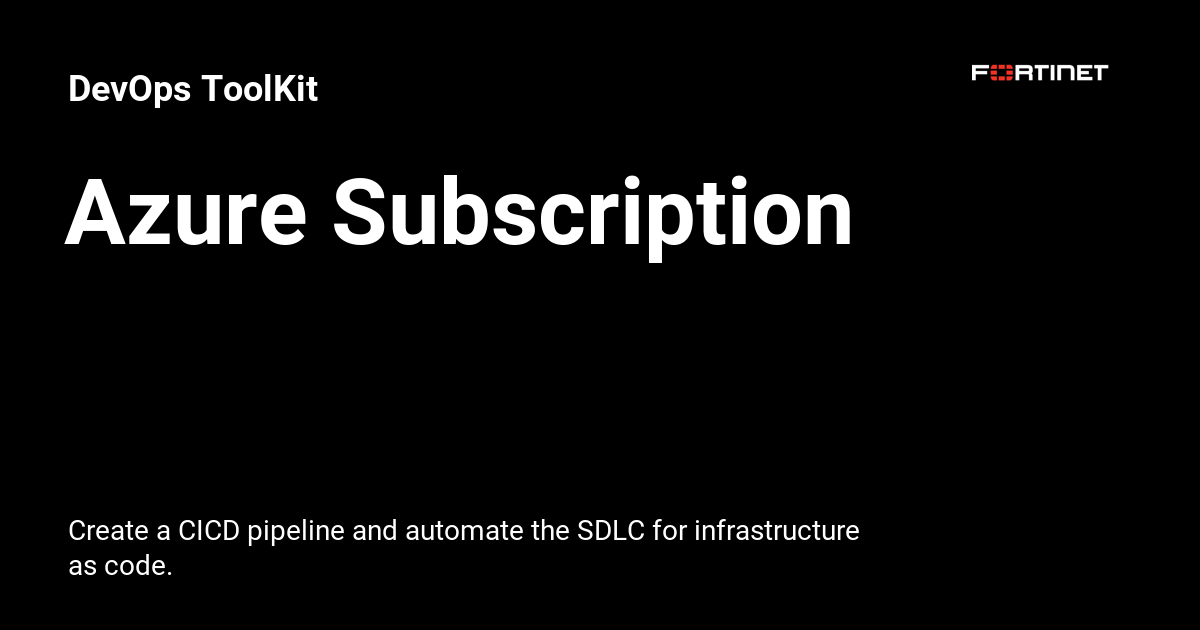 DevOps ToolKit
FORTINET
Azure Subscription
Create a CICD pipeline and automate the SDLC for infrastructure
as code.